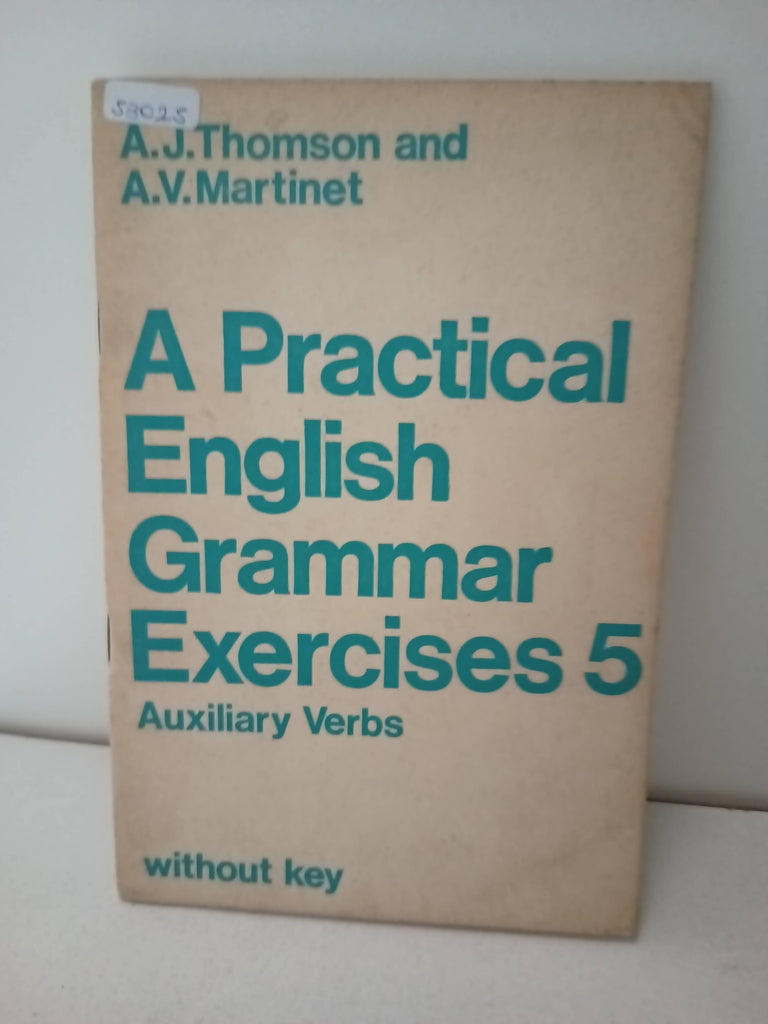 53025
A.J.Thomson and
A.V.Martinet
A Practical
English
Grammar
Exercises 5
Auxiliary Verbs
without key